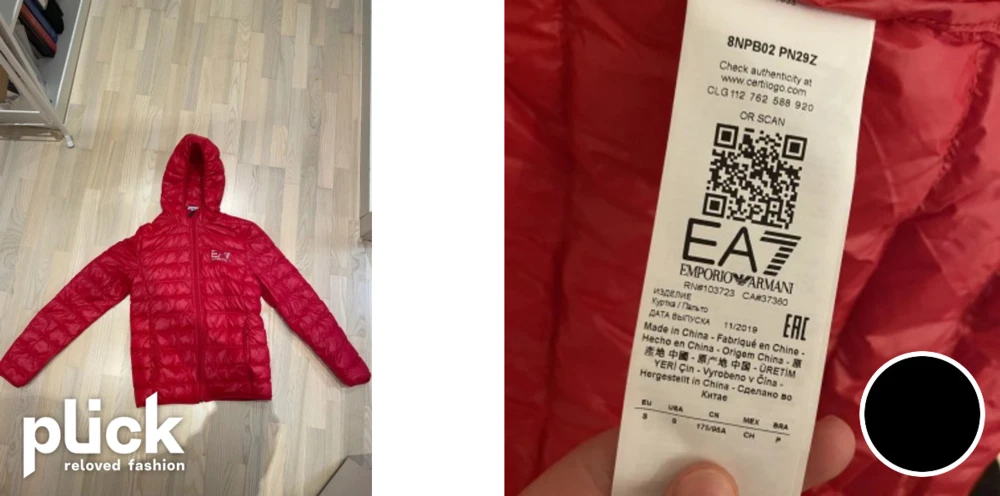 EA7
plick
reloved fashion
8NPB02 PN29Z
Check authenticity at
www.certilogo.com
CLG 112 762 588 920
OR SCAN
EA7
EMPORIO ARMANI
RN#103723 CA#37360
ИЗДЕЛИЕ
Куртка / Пальто
ДАТА ВЫПУСКА 11/2019
EAC
Made in China - Fabriqué en Chine -
Hecho en China - Origem China - 原
產地 中國 - 原产地 中国 - ÜRETİM
YERİ Çin - Vyrobeno v Čína -
Hergestellt in China - Сделано во
Китае
EU USA CN MEX BRA
S S 175/95A CH P